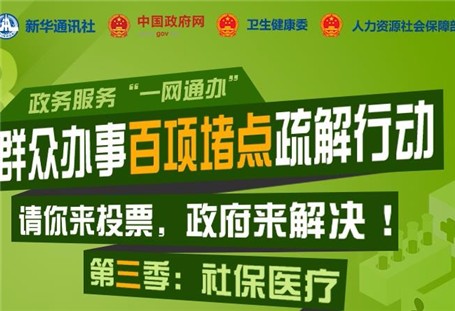 新华通讯社 中国政府网 卫生健康委 人力资源社会保障部
www.gov.cn
政务服务“一网通办”
群众办事百项堵点疏解行动
请你来投票，政府来解决！
第三季：社保医疗